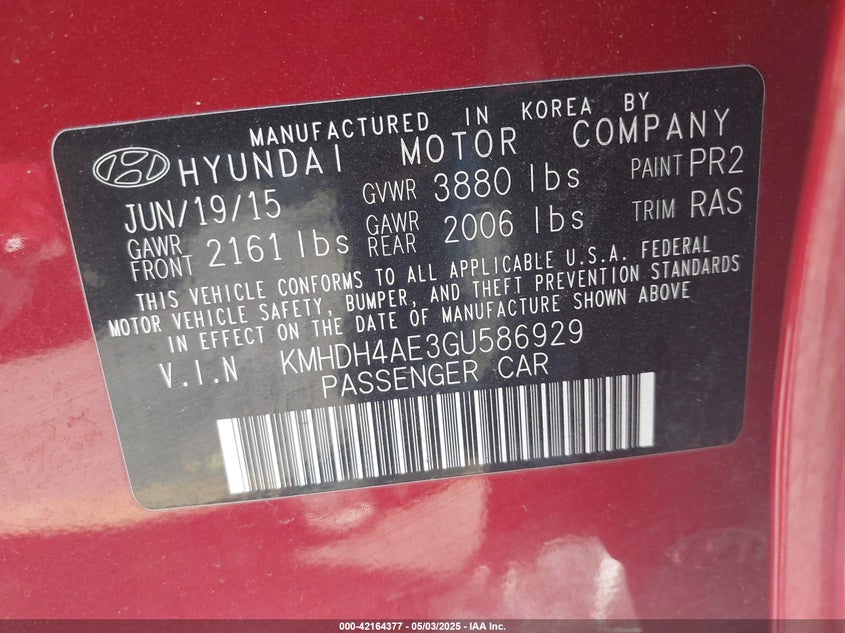 MANUFACTURED IN KOREA BY
HYUNDAI MOTOR COMPANY
JUN/19/15 GVWR 3880 lbs PAINT PR2
GAWR FRONT 2161 lbs GAWR REAR 2006 lbs TRIM RAS
THIS VEHICLE CONFORMS TO ALL APPLICABLE U.S.A. FEDERAL
MOTOR VEHICLE SAFETY, BUMPER, AND THEFT PREVENTION STANDARDS
IN EFFECT ON THE DATE OF MANUFACTURE SHOWN ABOVE
V.I.N KMHDH4AE3GU586929
PASSENGER CAR
000-42164377 - 05/03/2025 - IAA Inc.